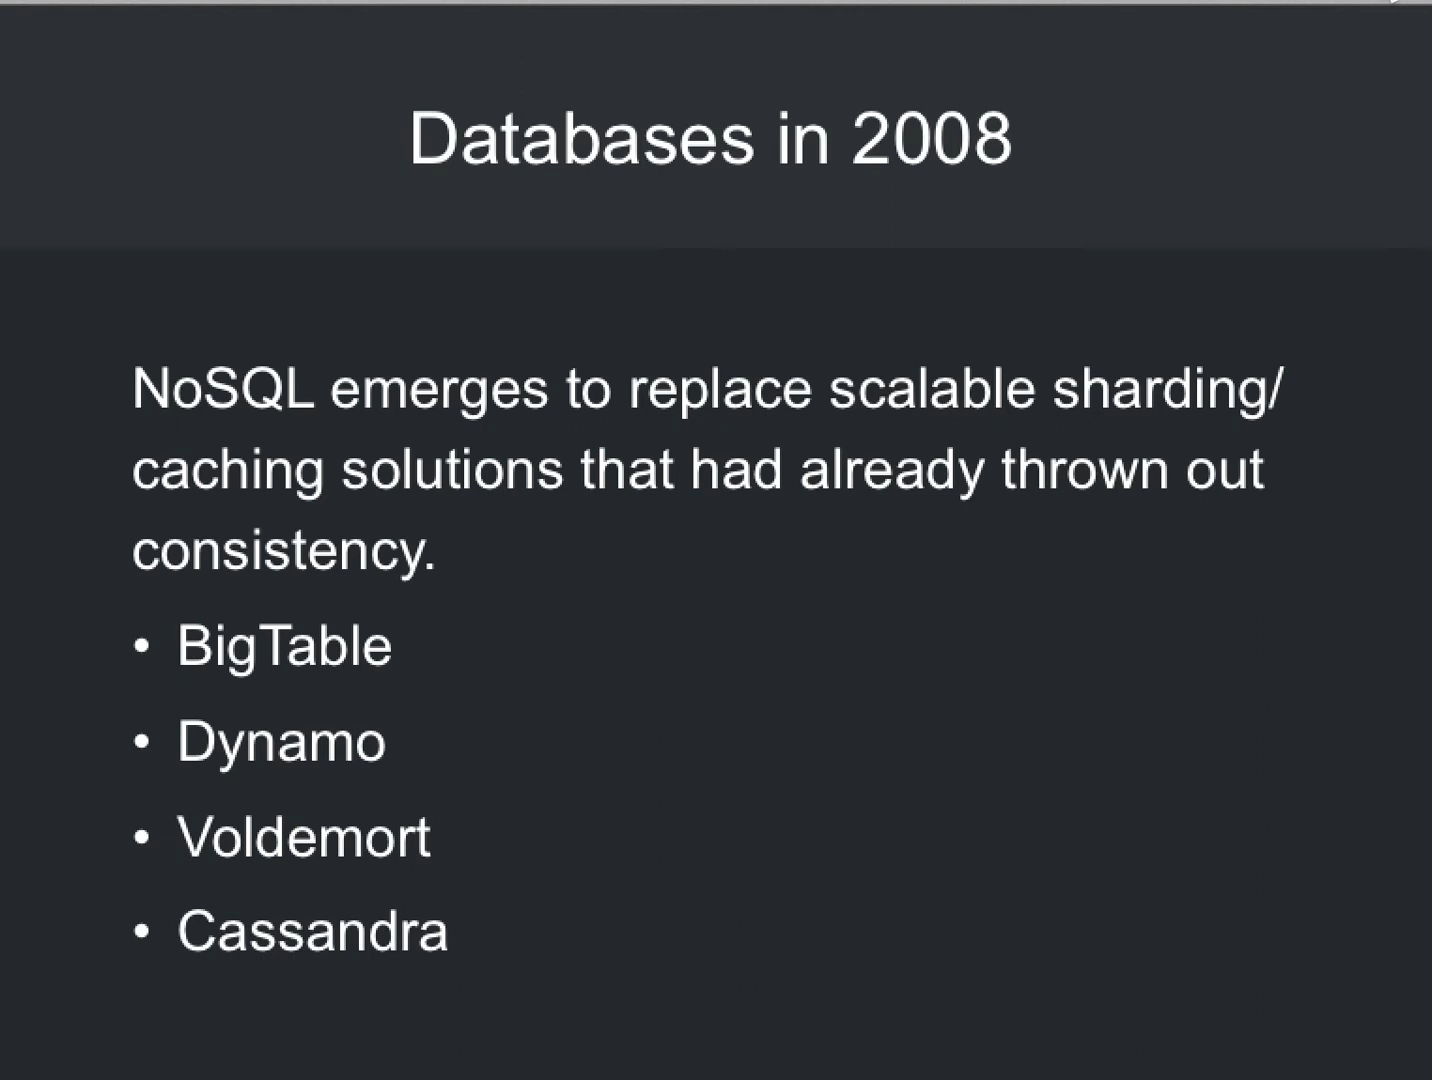 Databases in 2008
NoSQL emerges to replace scalable sharding/
caching solutions that had already thrown out
consistency.
• BigTable
• Dynamo
• Voldemort
• Cassandra